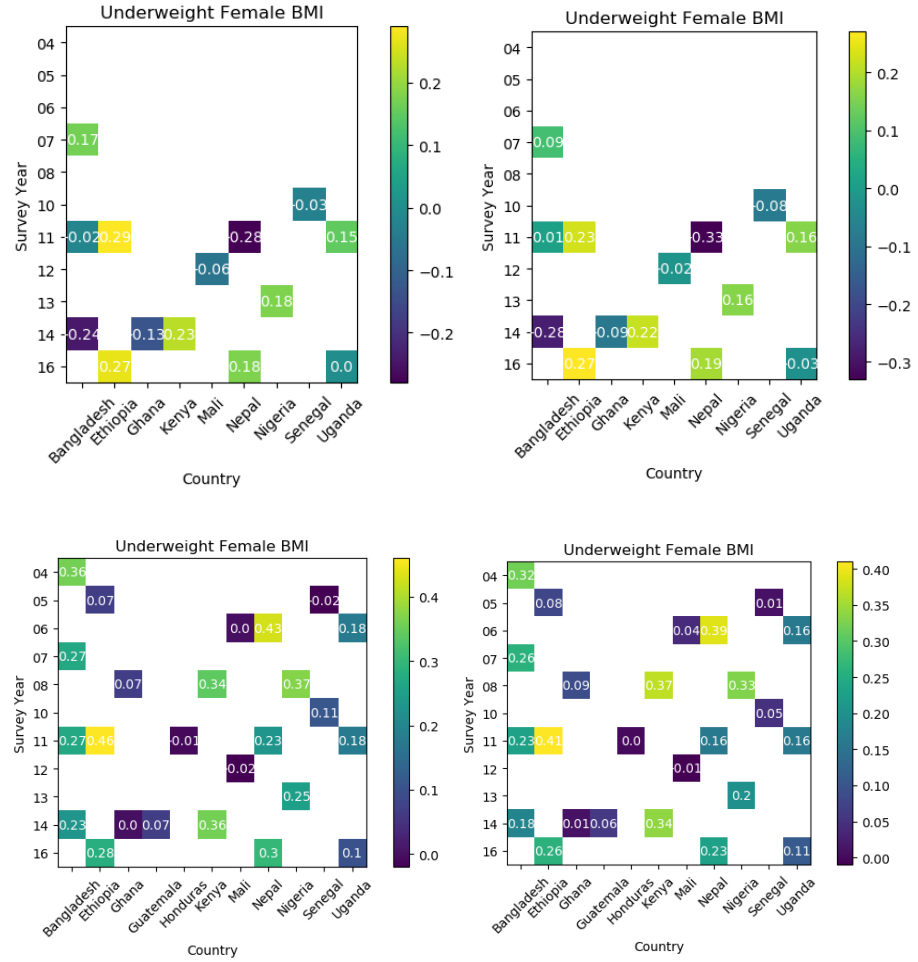 Underweight Female BMI
04
05
06
07 0.17
08
10 -0.03
11 -0.02 0.29 -0.28 0.15
12 -0.06
13 0.18
14 -0.24 -0.13 0.23
16 0.27 0.18 0.0
Survey Year
Bangladesh Ethiopia Ghana Kenya Mali Nepal Nigeria Senegal Uganda
Country
0.2
0.1
0.0
−0.1
−0.2
Underweight Female BMI
04
05
06
07 0.09
08
10 -0.08
11 0.01 0.23 -0.33 0.16
12 -0.02
13 0.16
14 -0.28 -0.09 0.22
16 0.27 0.19 -0.03
Survey Year
Bangladesh Ethiopia Ghana Kenya Mali Nepal Nigeria Senegal Uganda
Country
0.2
0.1
0.0
−0.1
−0.2
−0.3
Underweight Female BMI
04 0.36
05 0.07 -0.02
06 0.0 0.43 0.18
07 0.27
08 0.07 0.34 0.37
10 0.11
11 0.27 0.46 -0.01 0.23 0.18
12 -0.02
13 0.25
14 0.23 0.0 0.07 0.36
16 0.28 0.3 0.1
Survey Year
Bangladesh Ethiopia Ghana Guatemala Honduras Kenya Mali Nepal Nigeria Senegal Uganda
Country
0.4
0.3
0.2
0.1
0.0
Underweight Female BMI
04 0.32
05 0.08 0.01
06 0.04 0.39 0.16
07 0.26
08 0.09 0.37 0.33
10 0.05
11 0.23 0.41 0.0 0.16 0.16
12 -0.01
13 0.2
14 0.18 0.01 0.06 0.34
16 0.26 0.23 0.11
Survey Year
Bangladesh Ethiopia Ghana Guatemala Honduras Kenya Mali Nepal Nigeria Senegal Uganda
Country
0.40
0.35
0.30
0.25
0.20
0.15
0.10
0.05
0.00